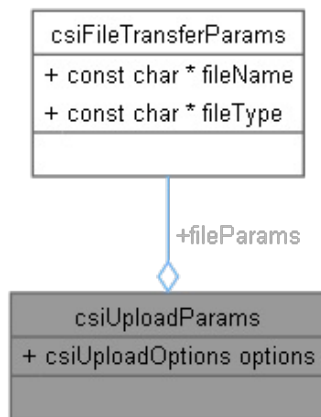 csiFileTransferParams
+ const char * fileName
+ const char * fileType
+fileParams
csiUploadParams
+ csiUploadOptions options